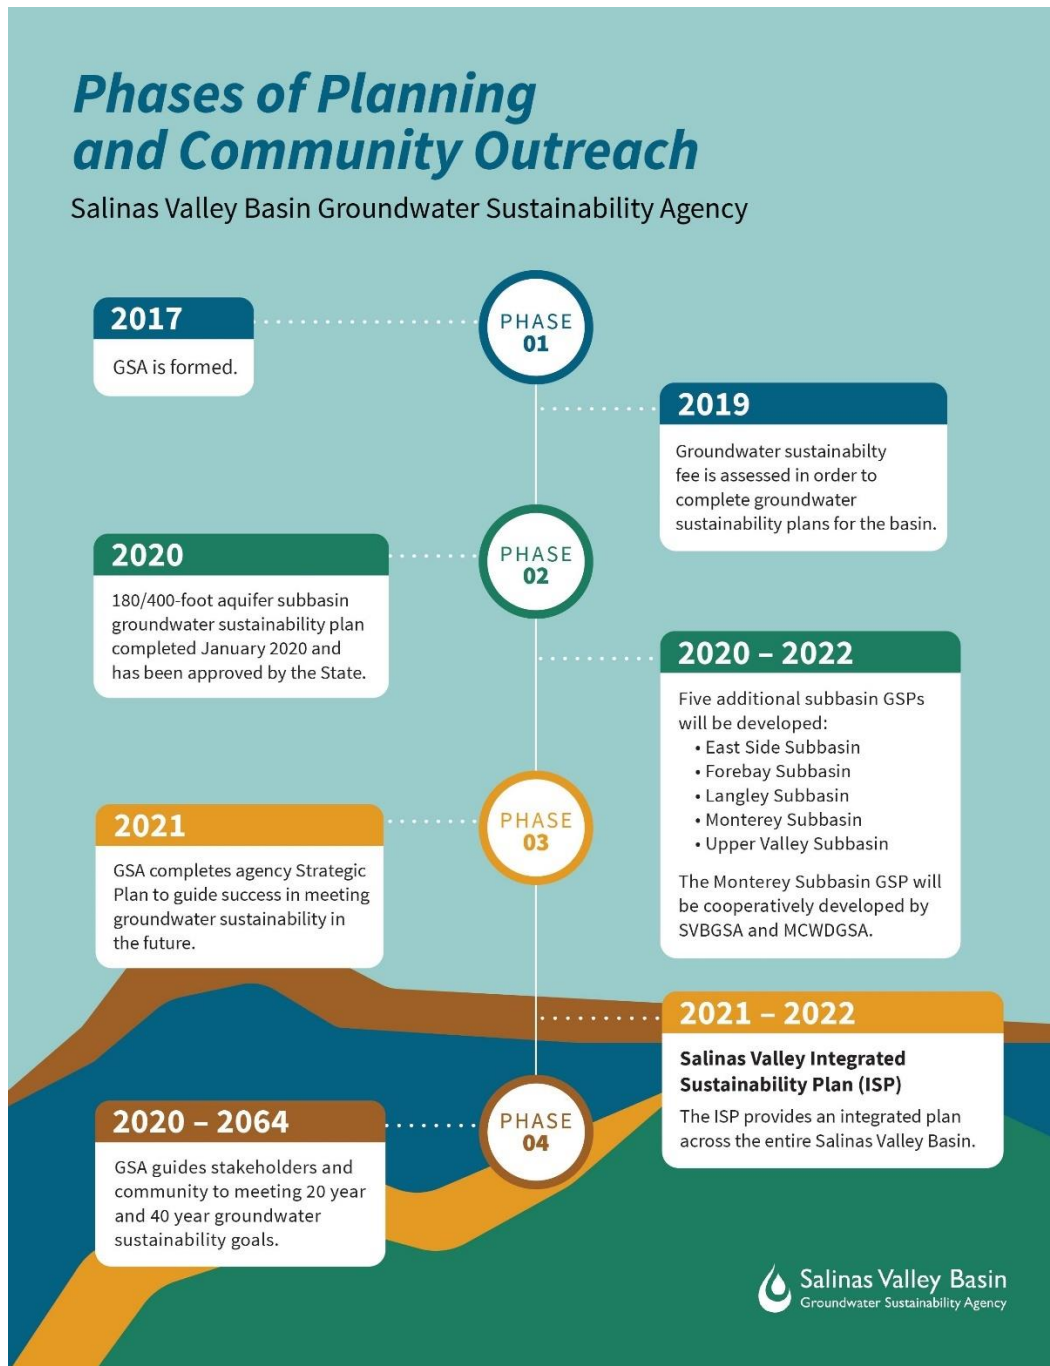 Phases of Planning
and Community Outreach
Salinas Valley Basin Groundwater Sustainability Agency
PHASE
01
2017
GSA is formed.
2019
Groundwater sustainabilty
fee is assessed in order to
complete groundwater
sustainability plans for the basin.
PHASE
02
2020
180/400-foot aquifer subbasin
groundwater sustainability plan
completed January 2020 and
has been approved by the State.
2020 – 2022
Five additional subbasin GSPs
will be developed:
• East Side Subbasin
• Forebay Subbasin
• Langley Subbasin
• Monterey Subbasin
• Upper Valley Subbasin
The Monterey Subbasin GSP will
be cooperatively developed by
SVBGSA and MCWDGSA.
PHASE
03
2021
GSA completes agency Strategic
Plan to guide success in meeting
groundwater sustainability in
the future.
2021 – 2022
Salinas Valley Integrated
Sustainability Plan (ISP)
The ISP provides an integrated plan
across the entire Salinas Valley Basin.
PHASE
04
2020 – 2064
GSA guides stakeholders and
community to meeting 20 year
and 40 year groundwater
sustainability goals.
Salinas Valley Basin
Groundwater Sustainability Agency